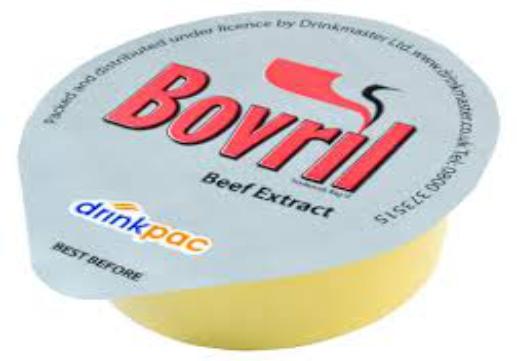 Packed and distributed under licence by Drinkmaster Ltd. www.drinkmaster.co.uk Tel: 0800 373515
Bovril
Beef Extract
drinkpac
BEST BEFORE